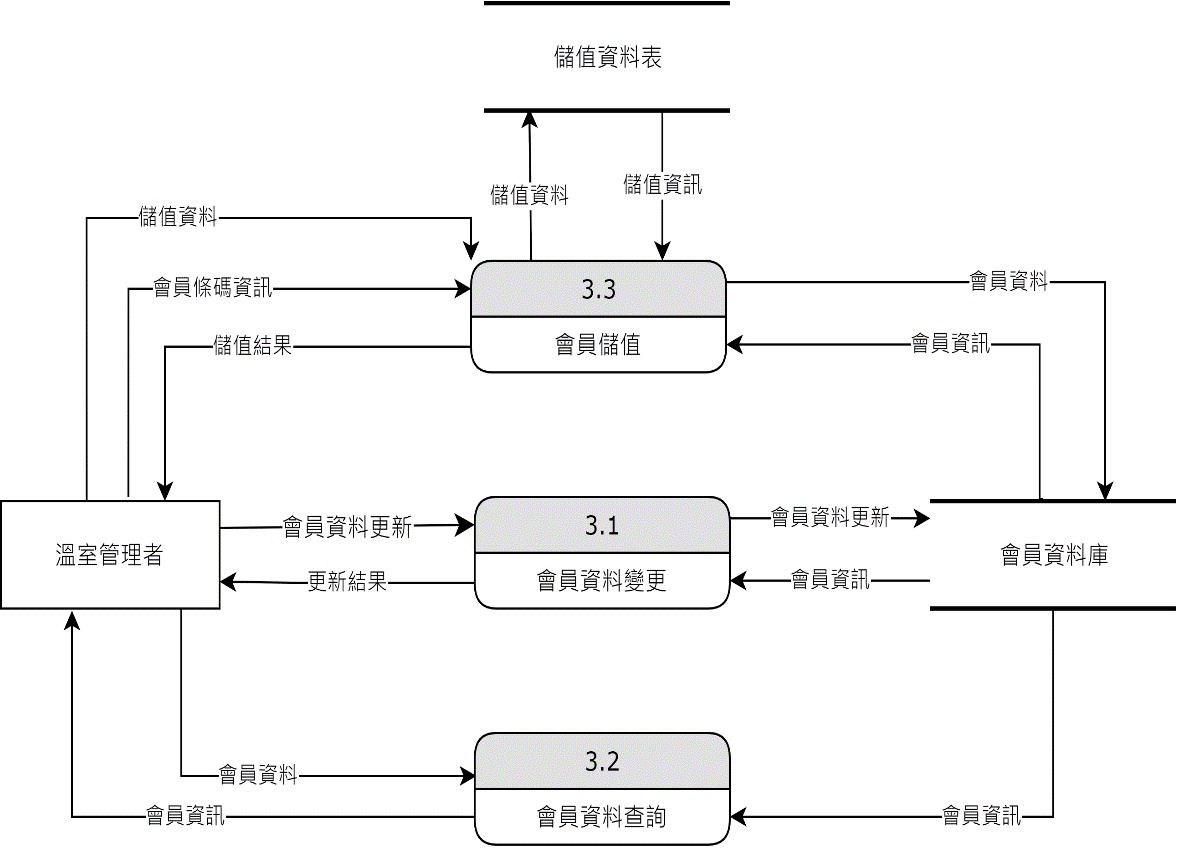 儲值資料表
儲值資料
儲值資訊
儲值資料
會員條碼資訊
儲值結果
3.3
會員儲值
會員資料
會員資訊
溫室管理者
會員資料更新
更新結果
3.1
會員資料變更
會員資料更新
會員資訊
會員資料庫
3.2
會員資料查詢
會員資料
會員資訊
會員資訊